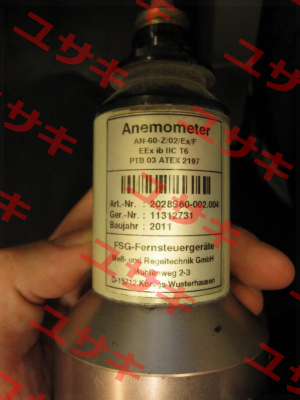 Anemometer
AN-60-Z/02/Ex/F
EEx ib IIC T6
PTB 03 ATEX 2197
Art.-Nr. : 2028S60-002.004
Ger.-Nr. : 11312731
Baujahr : 2011
FSG-Fernsteuergeräte
Meß- und Regeltechnik GmbH
Mühlenweg 2-3
D-15712 Königs Wusterhausen
ユサキ
ユサキ
ユサキ
ユサキ
ユサキ
ユサキ